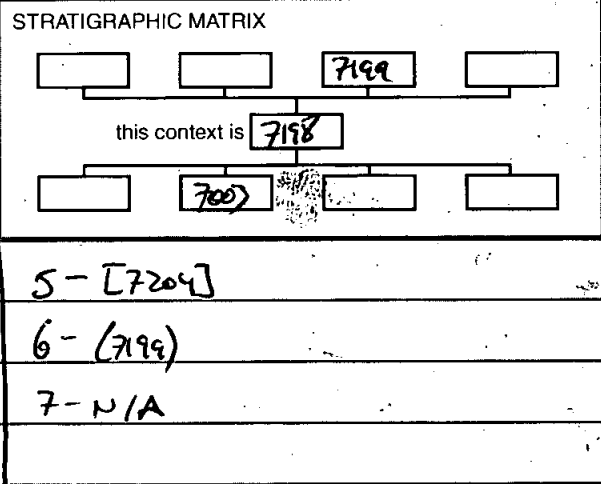 STRATIGRAPHIC MATRIX
7199
this context is 7198
7003
5 - [7204]
6 - (7199)
7 - N/A